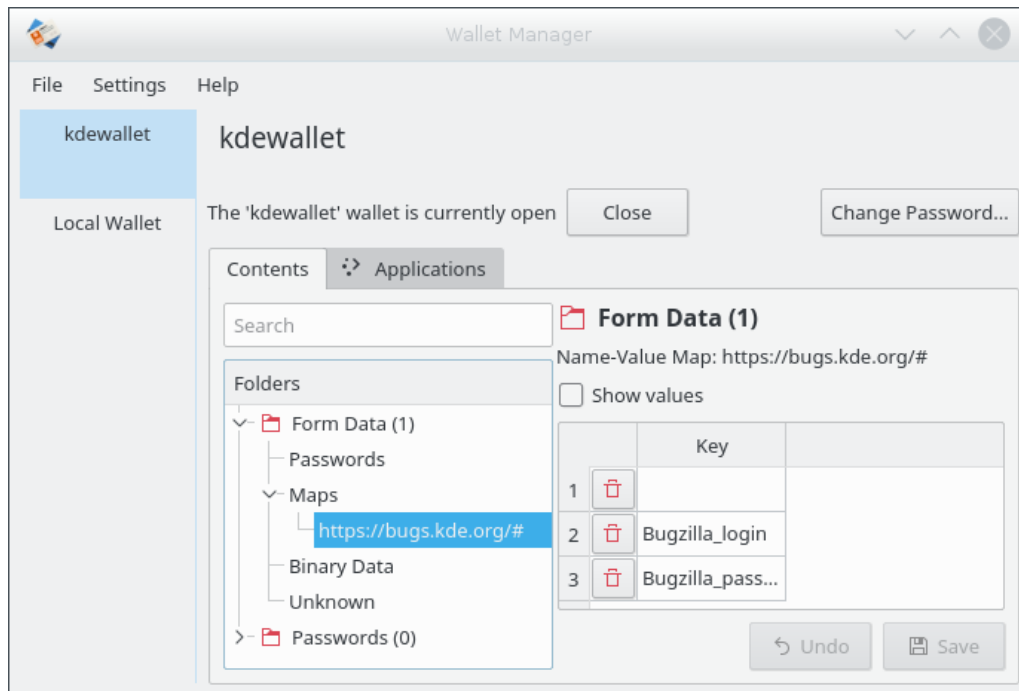 Wallet Manager
File Settings Help
kdewallet
Local Wallet
kdewallet
The 'kdewallet' wallet is currently open Close Change Password...
Contents Applications
Search
Folders
Form Data (1)
Passwords
Maps
https://bugs.kde.org/#
Binary Data
Unknown
Passwords (0)
Form Data (1)
Name-Value Map: https://bugs.kde.org/#
Show values
Key
1
2 Bugzilla_login
3 Bugzilla_pass...
Undo Save